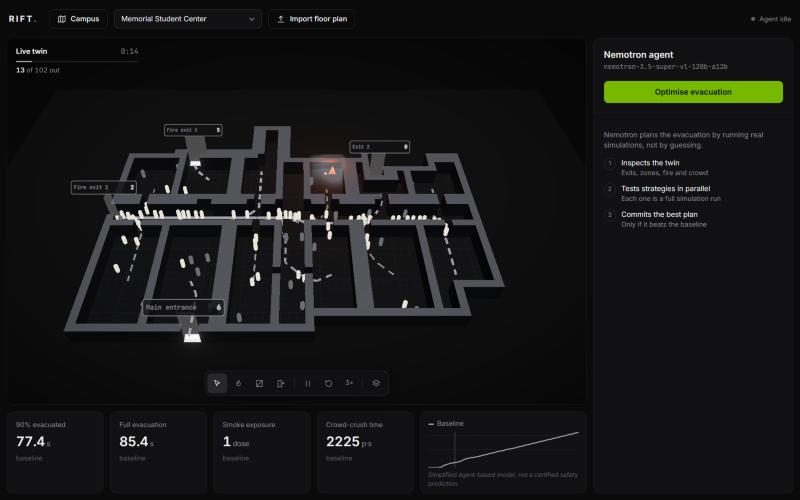 RIFT.
Campus
Memorial Student Center
Import floor plan
Agent idle
Live twin 0:14
13 of 102 out
Fire exit 3 5
Exit 2 0
Main entrance 6
90% evacuated
77.4 s
baseline
Full evacuation
85.4 s
baseline
Smoke exposure
1 dose
baseline
Crowd-crush time
2225 p·s
baseline
Baseline
Simplified agent-based model, not a certified safety
prediction.
3×
Nemotron agent
nemotron-3.5-super-vl-120b-a12b
Optimise evacuation
Nemotron plans the evacuation by running real
simulations, not by guessing.
1 Inspects the twin
Exits, zones, fire and crowd
2 Tests strategies in parallel
Each one is a full simulation run
3 Commits the best plan
Only if it beats the baseline